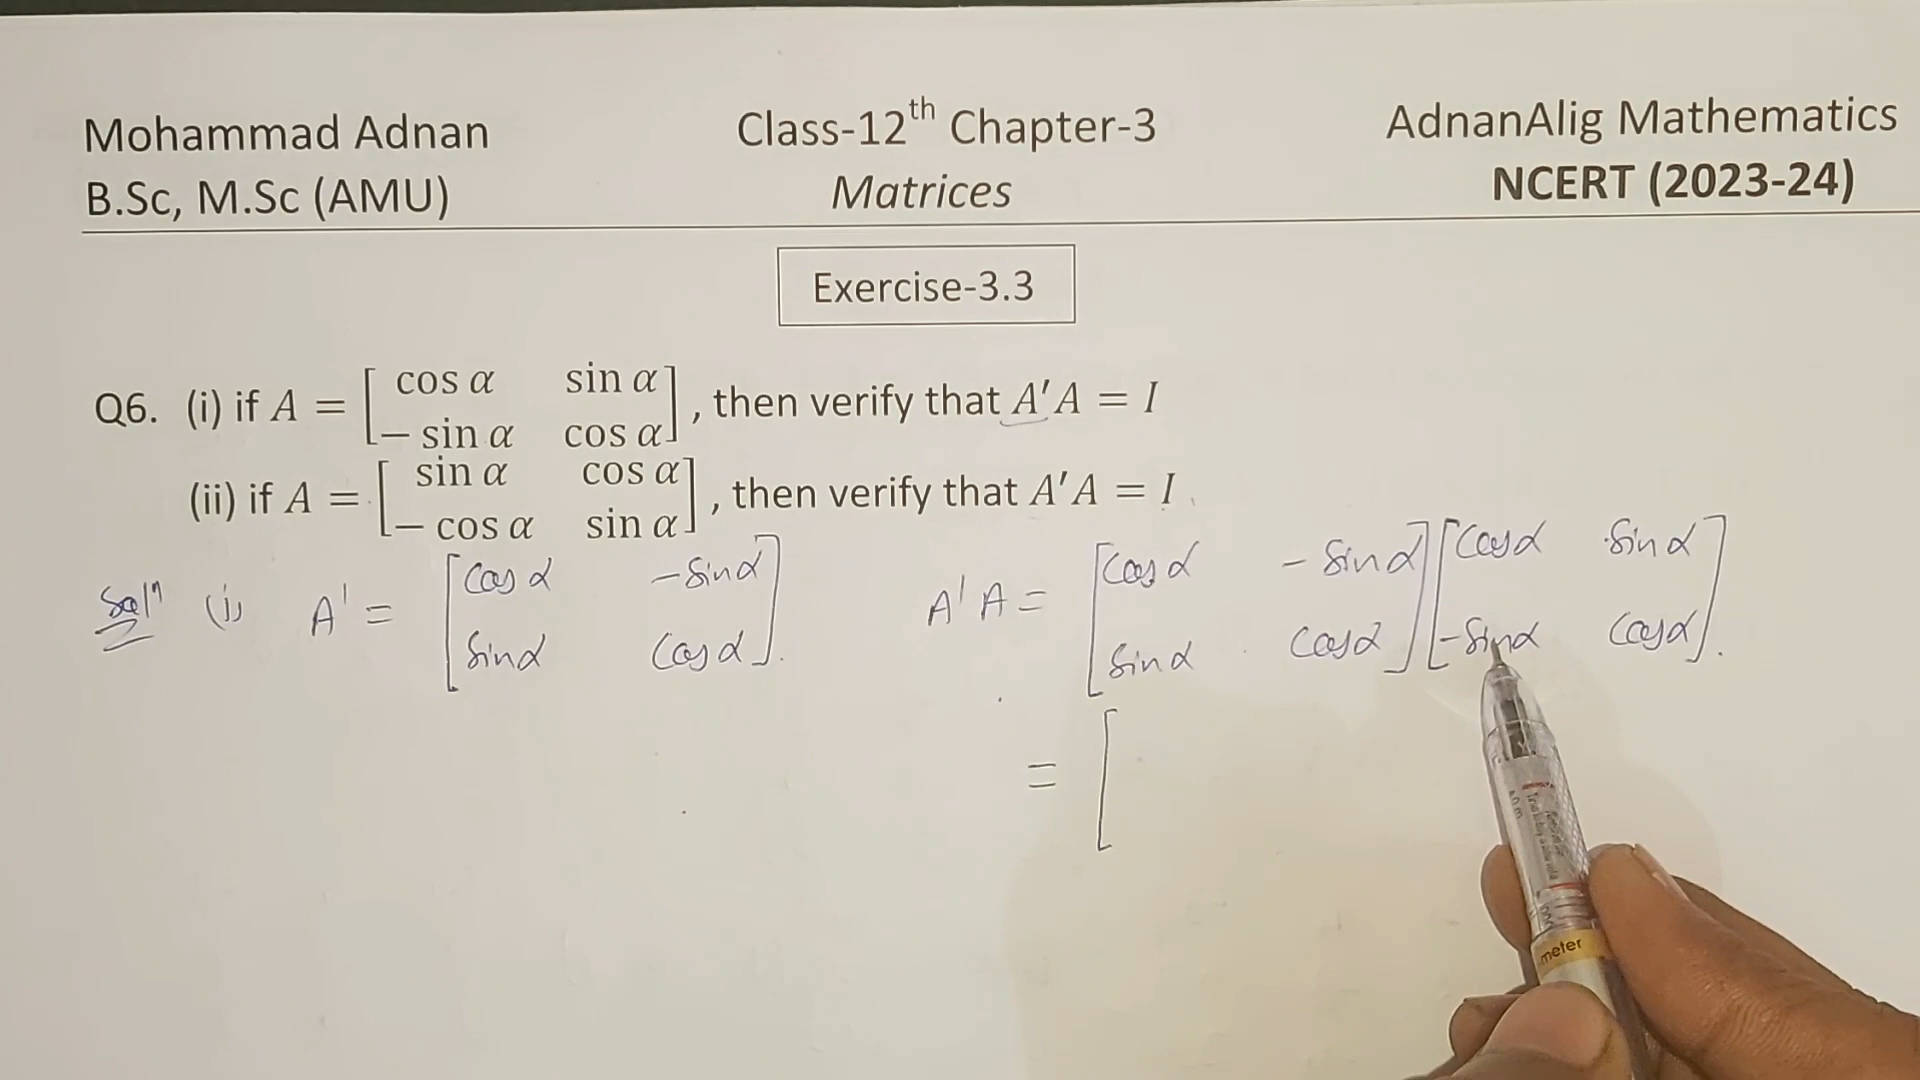 Mohammad Adnan Class-12th Chapter-3 AdnanAlig Mathematics
B.Sc, M.Sc (AMU) Matrices NCERT (2023-24)
Exercise-3.3
Q6. (i) if A = [cos α sin α; − sin α cos α], then verify that A′A = I
(ii) if A = [sin α cos α; − cos α sin α], then verify that A′A = I
Solⁿ (i) A' = [cos α −sin α; sin α cos α]. A' A = [cos α −sin α; sin α cos α] [cos α sin α; −sin α cos α].
= [
meter